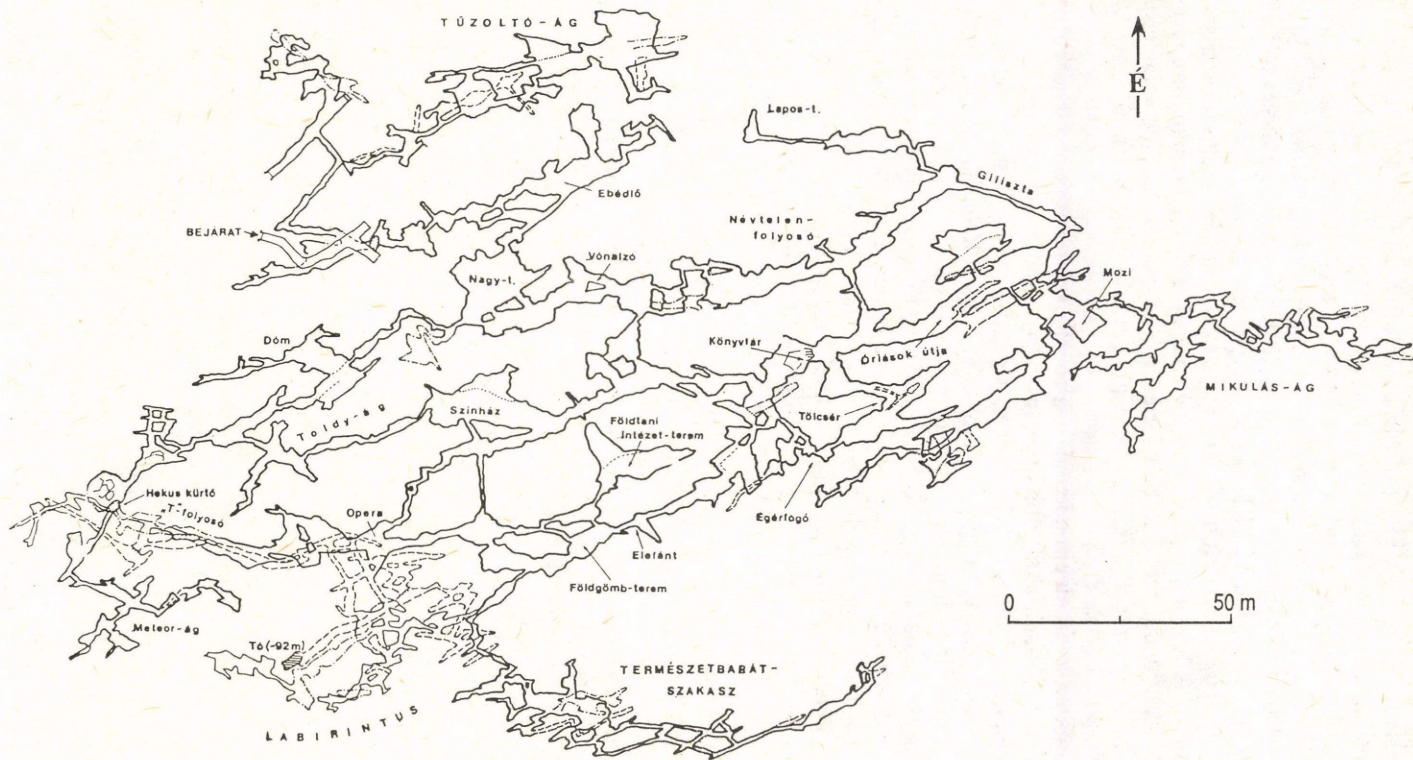 TŰZOLTÓ-ÁG
É
Lapos-t.
Giliszta
Ebédlő
Névtelen-
folyosó
BEJÁRAT
Vonalzó
Nagy-t.
Mozi
Dóm
Könyvtár
Óriások útja
MIKULÁS-ÁG
Színház
Toldy-ág
Földtani
Intézet-terem
Tölcsér
Hekus kürtő
„T"-folyosó
Opera
Egérfogó
Elefánt
Földgömb-terem
0 50 m
Meteor-ág
Tó(-92m)
TERMÉSZETBARÁT-
SZAKASZ
LABIRINTUS